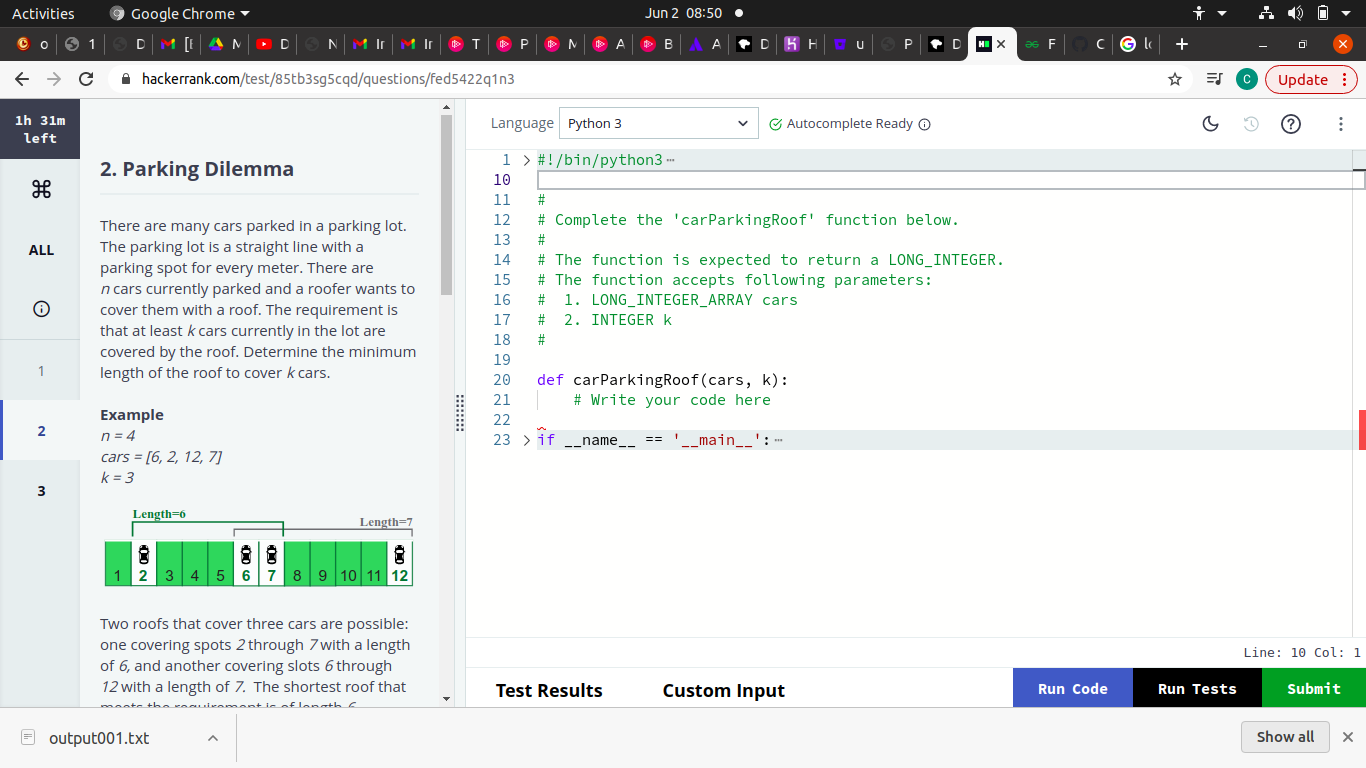 Activities
Google Chrome
Jun 2 08:50
hackerrank.com/test/85tb3sg5cqd/questions/fed5422q1n3
C
Update
1h 31m
left
ALL
1
2
3
2. Parking Dilemma
There are many cars parked in a parking lot.
The parking lot is a straight line with a
parking spot for every meter. There are
n cars currently parked and a roofer wants to
cover them with a roof. The requirement is
that at least k cars currently in the lot are
covered by the roof. Determine the minimum
length of the roof to cover k cars.
Example
n = 4
cars = [6, 2, 12, 7]
k = 3
Length=6
Length=7
1 2 3 4 5 6 7 8 9 10 11 12
Two roofs that cover three cars are possible:
one covering spots 2 through 7 with a length
of 6, and another covering slots 6 through
12 with a length of 7. The shortest roof that
meets the requirement is of length 6.
Language
Python 3
Autocomplete Ready
1 #!/bin/python3
10
11 #
12 # Complete the 'carParkingRoof' function below.
13 #
14 # The function is expected to return a LONG_INTEGER.
15 # The function accepts following parameters:
16 #  1. LONG_INTEGER_ARRAY cars
17 #  2. INTEGER k
18 #
19
20 def carParkingRoof(cars, k):
21     # Write your code here
22
23 if __name__ == '__main__':
Line: 10 Col: 1
Test Results
Custom Input
Run Code
Run Tests
Submit
output001.txt
Show all